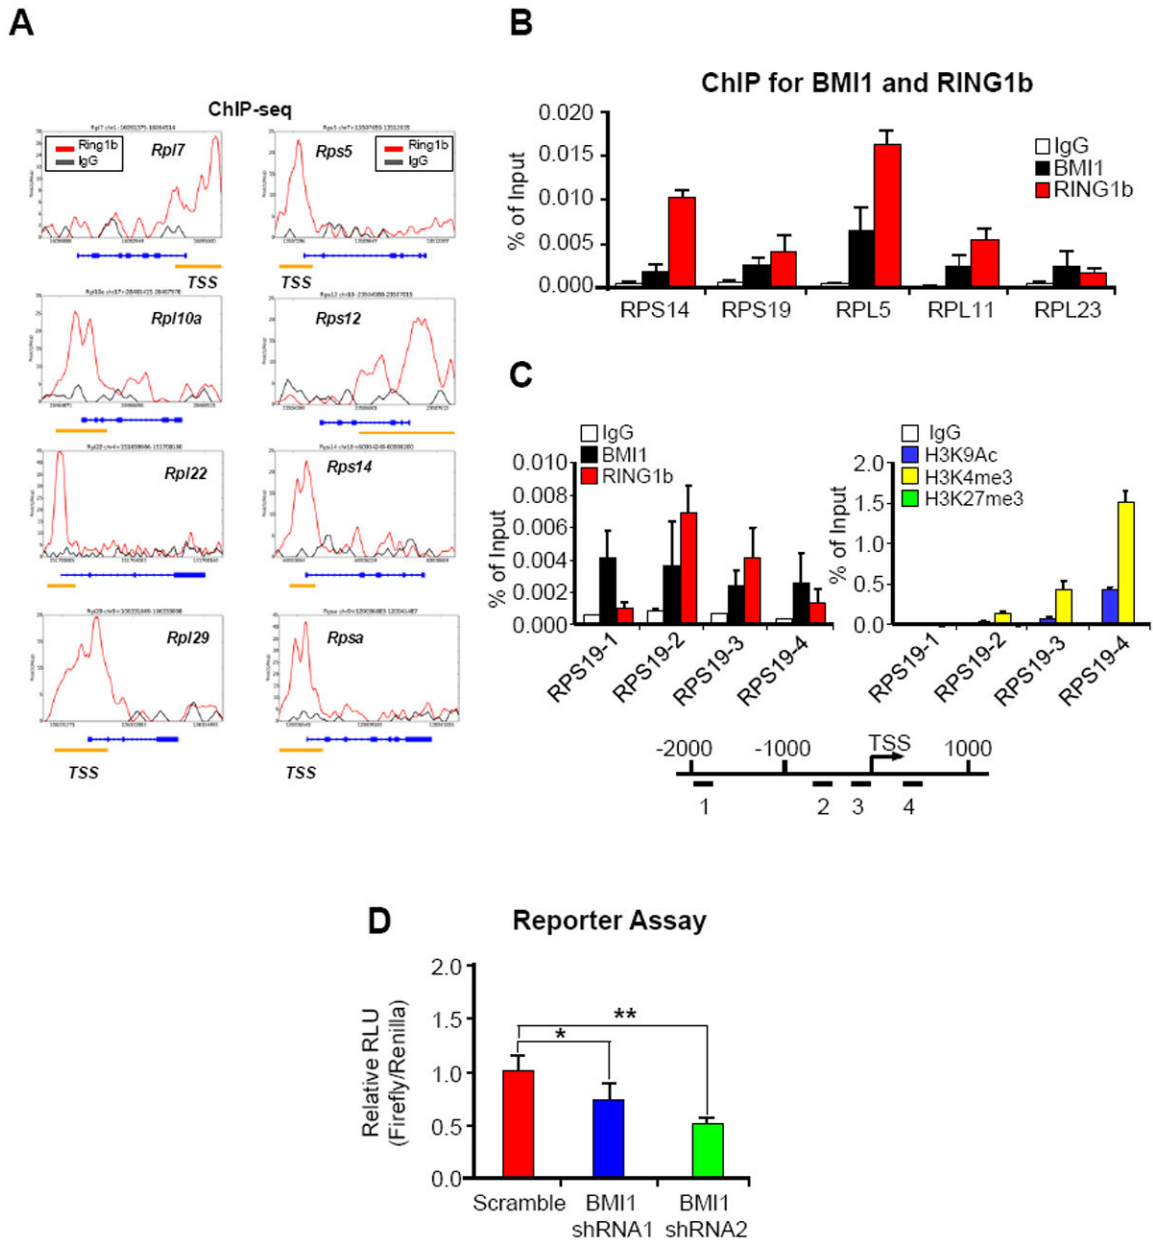 A
ChIP-seq
Ring1b
IgG
Rpl7
Rps5
Ring1b
IgG
TSS
TSS
Rpl10a
Rps12
Rpl22
Rps14
Rpl29
Rpsa
TSS
TSS
B
ChIP for BMI1 and RING1b
% of Input
0.020
0.015
0.010
0.005
0.000
IgG
BMI1
RING1b
RPS14 RPS19 RPL5 RPL11 RPL23
C
IgG
BMI1
RING1b
% of Input
0.010
0.008
0.006
0.004
0.002
0.000
RPS19-1 RPS19-2 RPS19-3 RPS19-4
IgG
H3K9Ac
H3K4me3
H3K27me3
% of Input
2.0
1.5
1.0
0.5
0.0
RPS19-1 RPS19-2 RPS19-3 RPS19-4
-2000 -1000 TSS 1000
1 2 3 4
D
Reporter Assay
Relative RLU
(Firefly/Renilla)
2.0
1.5
1.0
0.5
0.0
*
**
Scramble BMI1 BMI1
shRNA1 shRNA2